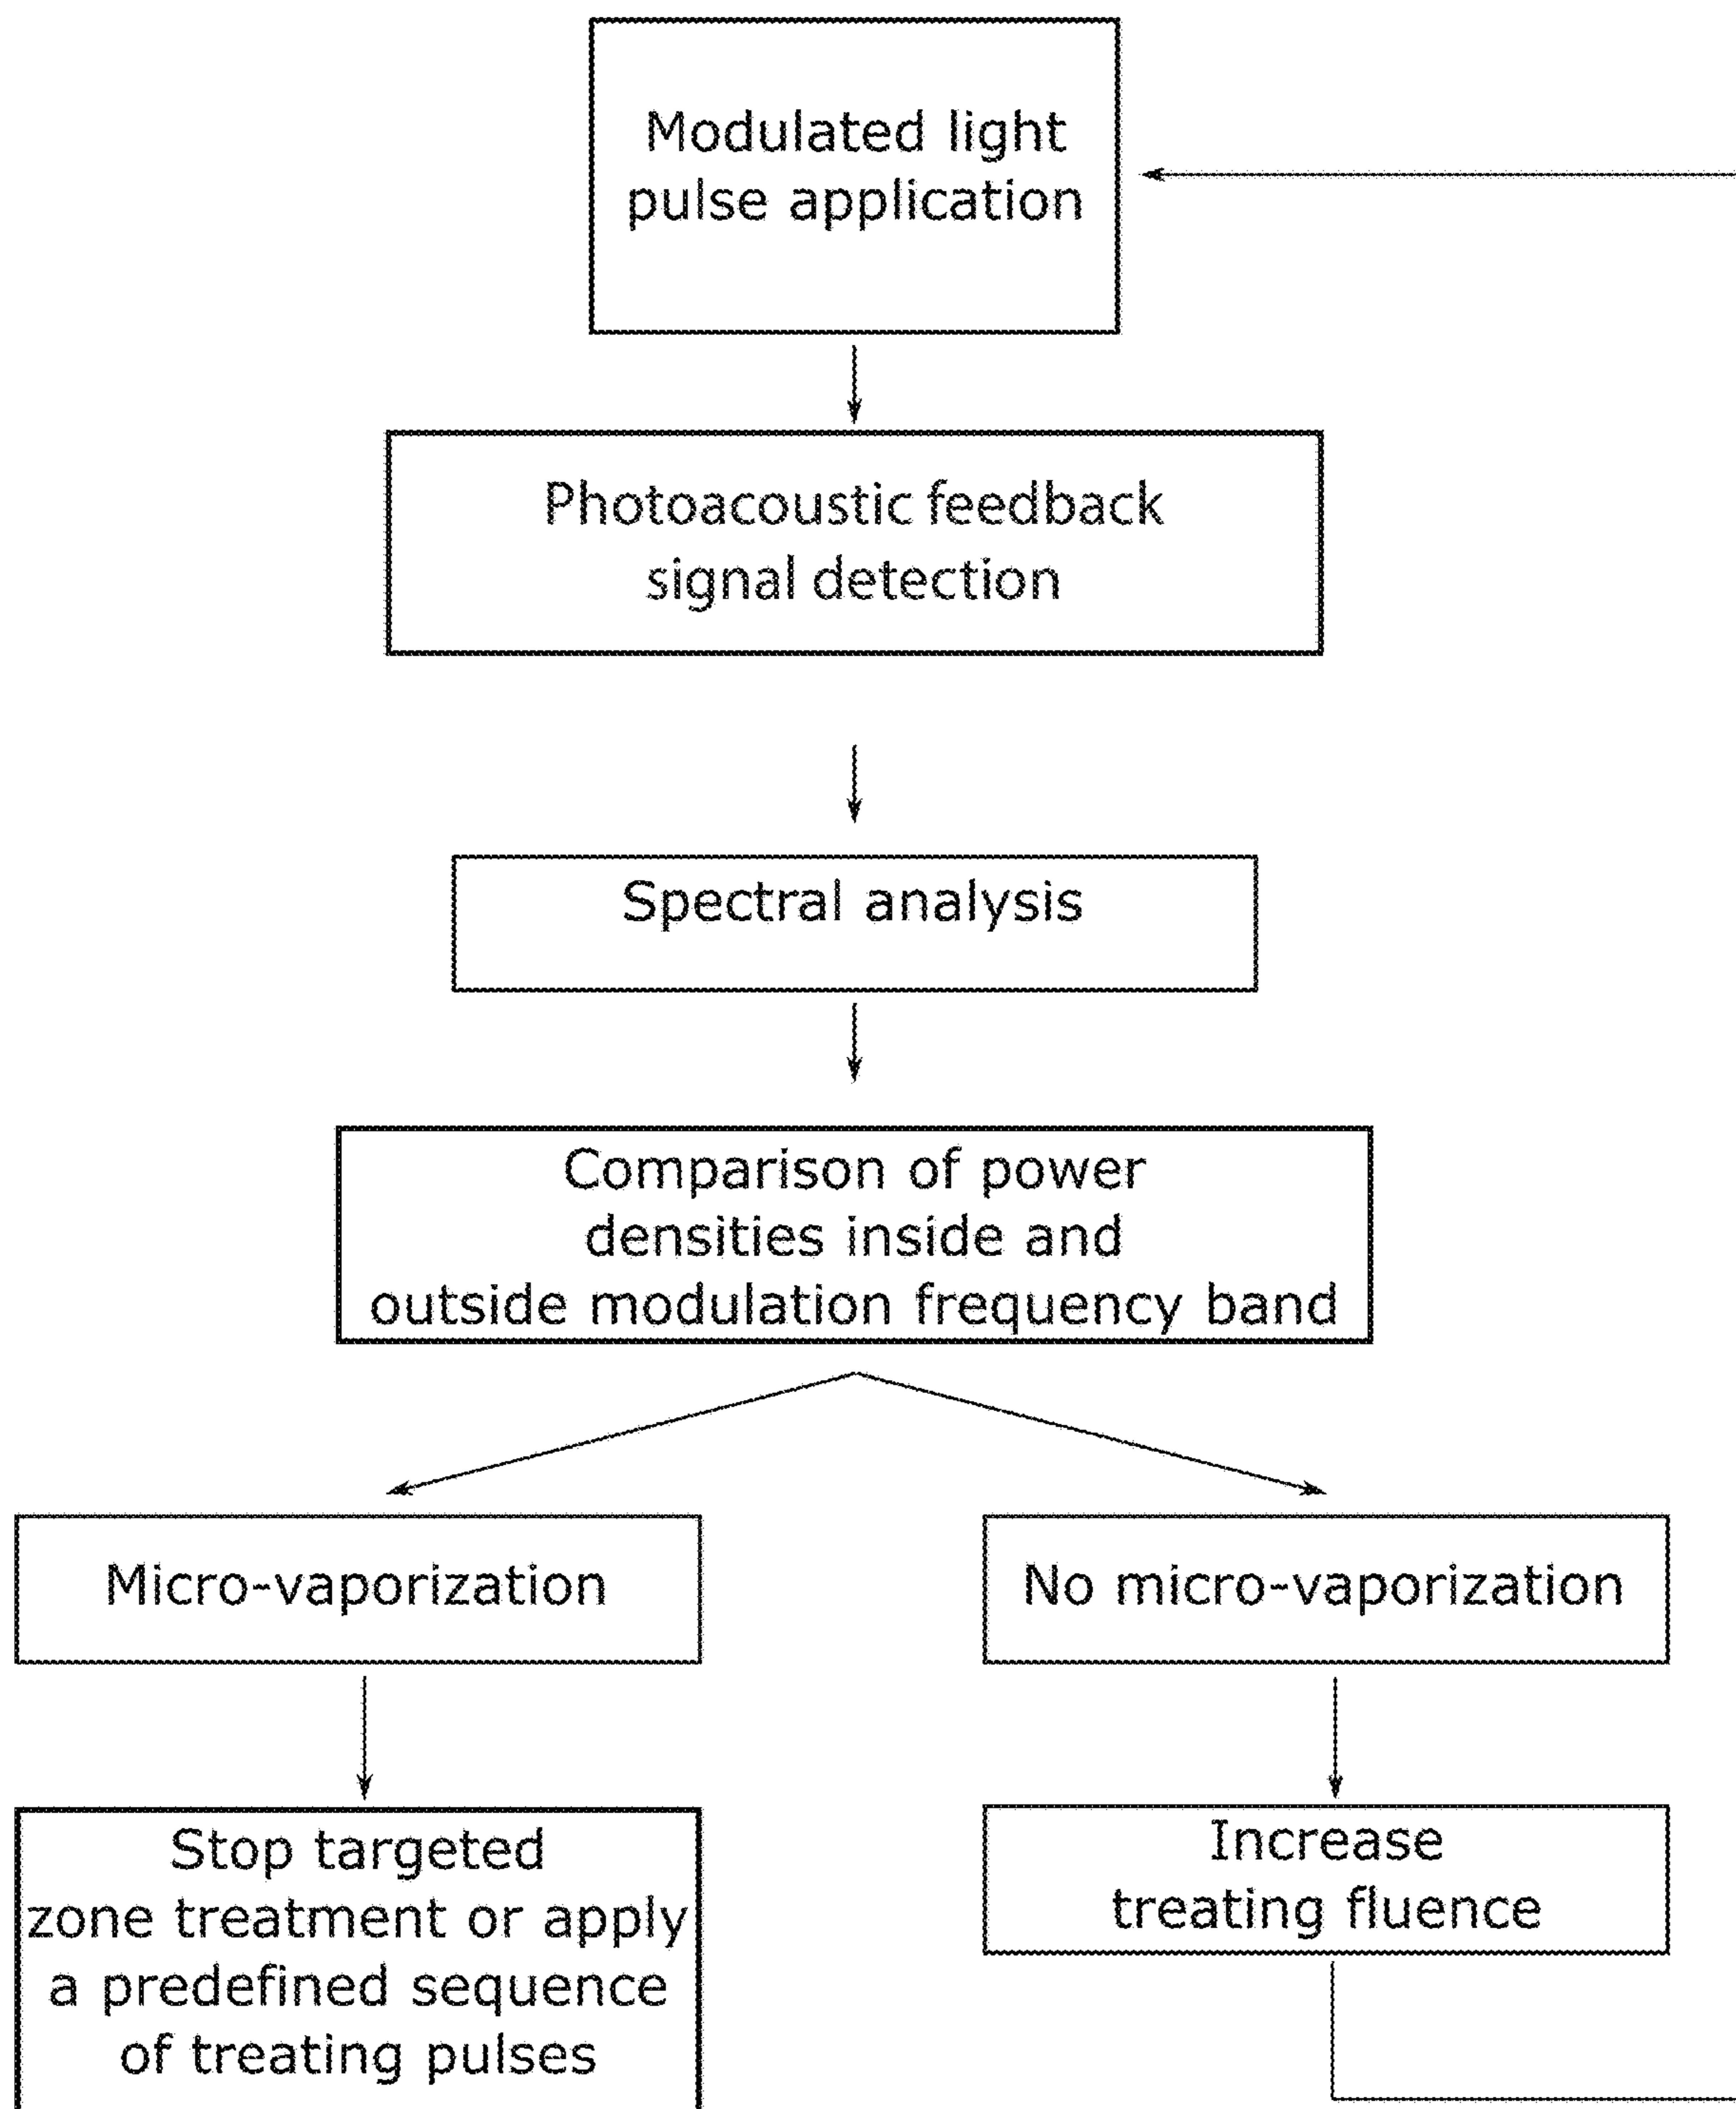 Modulated light
pulse application
Photoacoustic feedback
signal detection
Spectral analysis
Comparison of power
densities inside and
outside modulation frequency band
Micro-vaporization
No micro-vaporization
Stop targeted
zone treatment or apply
a predefined sequence
of treating pulses
Increase
treating fluence